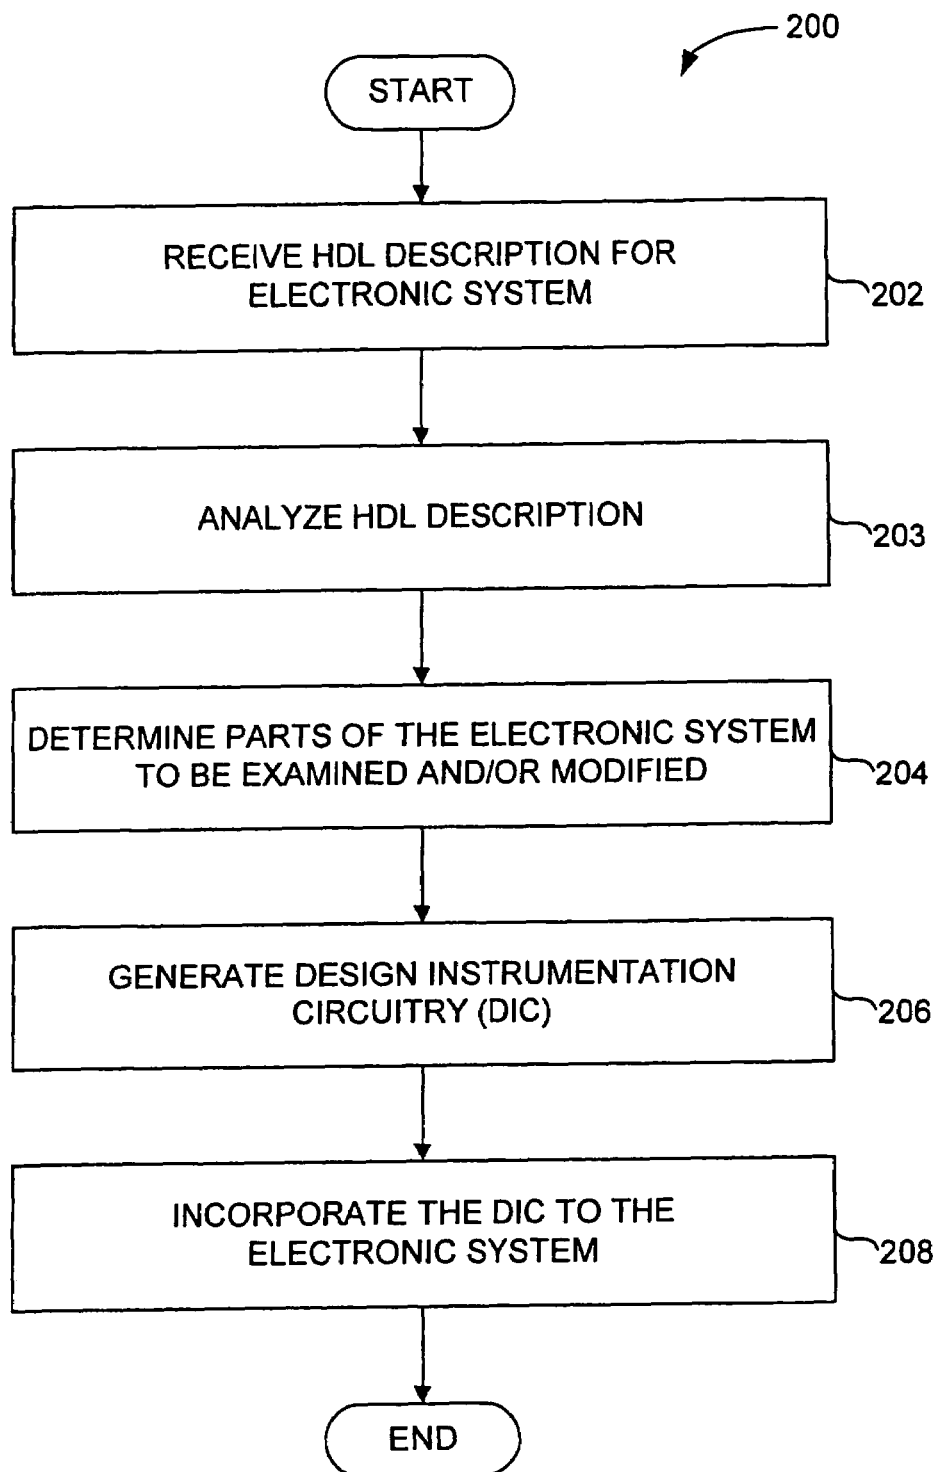 200
START
RECEIVE HDL DESCRIPTION FOR
ELECTRONIC SYSTEM
202
ANALYZE HDL DESCRIPTION
203
DETERMINE PARTS OF THE ELECTRONIC SYSTEM
TO BE EXAMINED AND/OR MODIFIED
204
GENERATE DESIGN INSTRUMENTATION
CIRCUITRY (DIC)
206
INCORPORATE THE DIC TO THE
ELECTRONIC SYSTEM
208
END